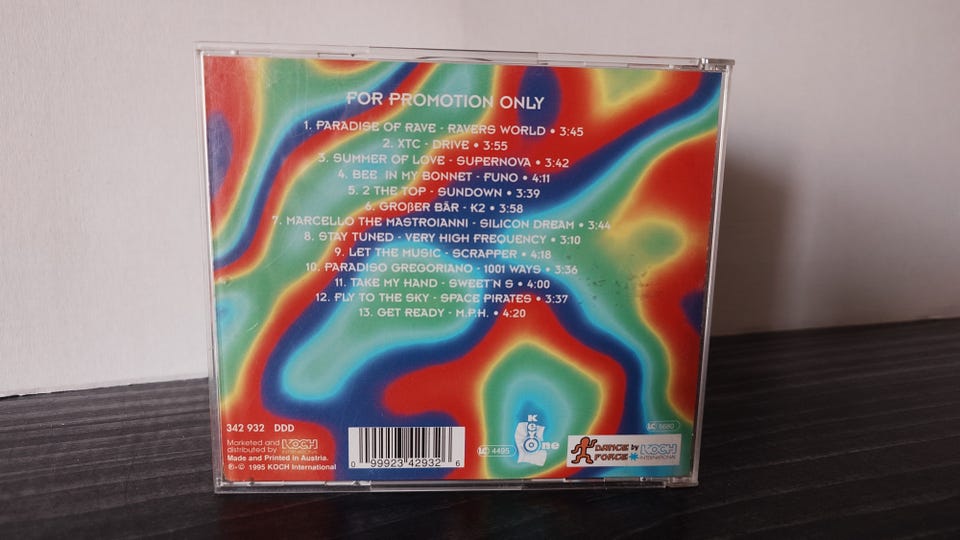 FOR PROMOTION ONLY
1. PARADISE OF RAVE - RAVERS WORLD • 3:45
2. XTC - DRIVE • 3:55
3. SUMMER OF LOVE - SUPERNOVA • 3:42
4. BEE IN MY BONNET - FUNO • 4:11
5. 2 THE TOP - SUNDOWN • 3:39
6. GROßER BÄR - K2 • 3:58
7. MARCELLO THE MASTROIANNI - SILICON DREAM • 3:44
8. STAY TUNED - VERY HIGH FREQUENCY • 3:10
9. LET THE MUSIC - SCRAPPER • 4:18
10. PARADISO GREGORIANO - 1001 WAYS • 3:36
11. TAKE MY HAND - SWEET'N S • 4:00
12. FLY TO THE SKY - SPACE PIRATES • 3:37
13. GET READY - M.P.H. • 4:20
342 932 DDD
Marketed and
distributed by KOCH INTERNATIONAL
Made and Printed in Austria.
℗ - © 1995 KOCH International
0 99923 42932 6
LC 4495
Key One
DANCE FORCE by KOCH INTERNATIONAL
LC 6680